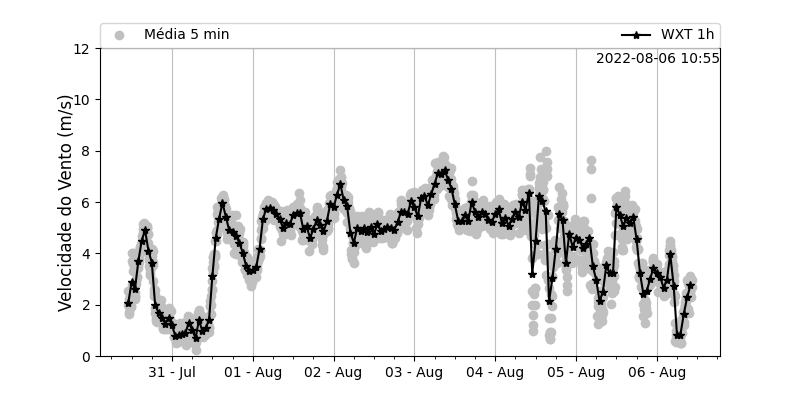 Média 5 min
WXT 1h
2022-08-06 10:55
Velocidade do Vento (m/s)
12
10
8
6
4
2
0
31 - Jul
01 - Aug
02 - Aug
03 - Aug
04 - Aug
05 - Aug
06 - Aug